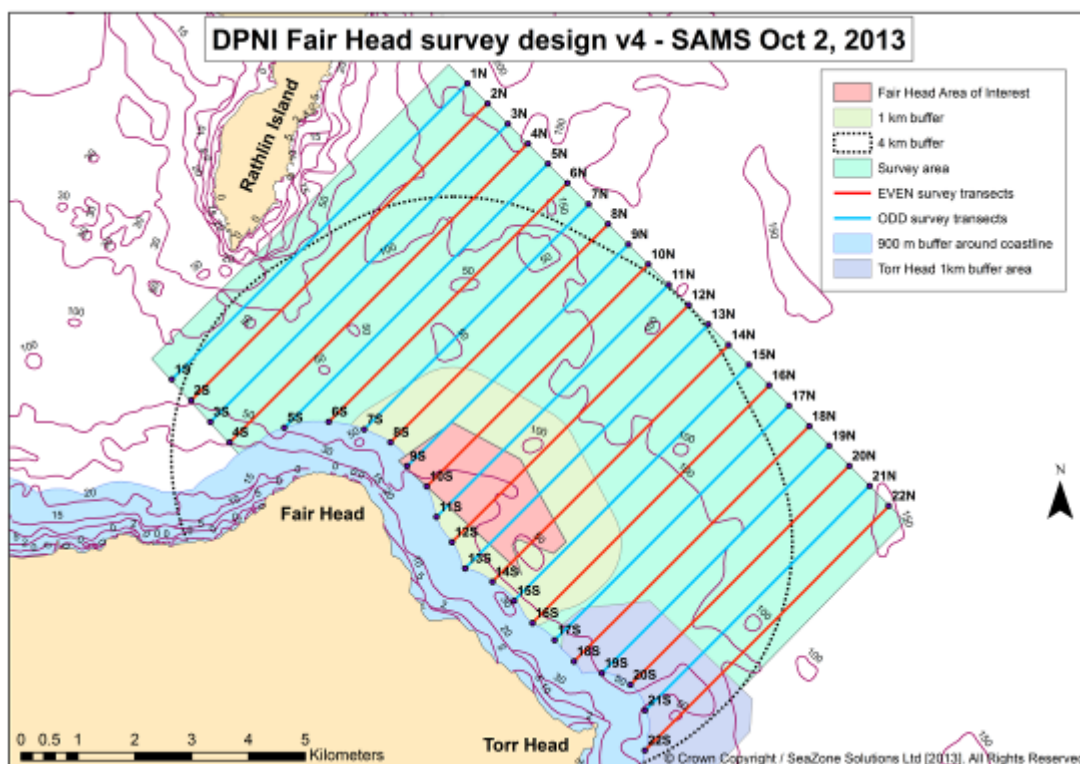 DPNI Fair Head survey design v4 - SAMS Oct 2, 2013
Fair Head Area of Interest
1 km buffer
4 km buffer
Survey area
EVEN survey transects
ODD survey transects
900 m buffer around coastline
Torr Head 1km buffer area
Rathlin Island
1N
2N
3N
4N
5N
6N
7N
8N
9N
10N
11N
12N
13N
14N
15N
16N
17N
18N
19N
20N
21N
22N
1S
2S
3S
4S
5S
6S
7S
8S
9S
10S
11S
12S
13S
14S
15S
16S
17S
18S
19S
20S
21S
22S
Fair Head
Torr Head
N
0 0.5 1 2 3 4 5
Kilometers
© Crown Copyright / SeaZone Solutions Ltd [2013]. All Rights Reserved